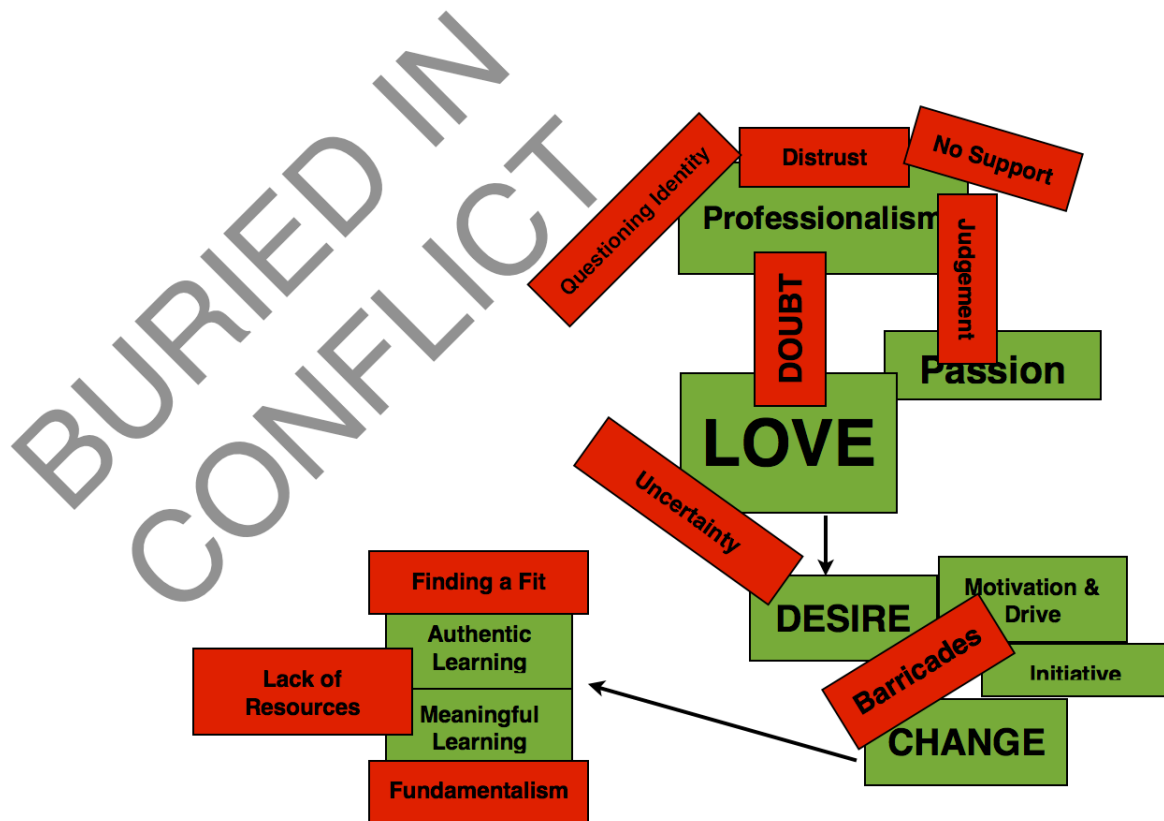 BURIED IN
CONFLICT
Questioning Identity
Distrust
No Support
Professionalism
Judgement
DOUBT
Passion
LOVE
Uncertainty
DESIRE
Motivation &
Drive
Initiative
Barricades
CHANGE
Finding a Fit
Authentic
Learning
Lack of
Resources
Meaningful
Learning
Fundamentalism